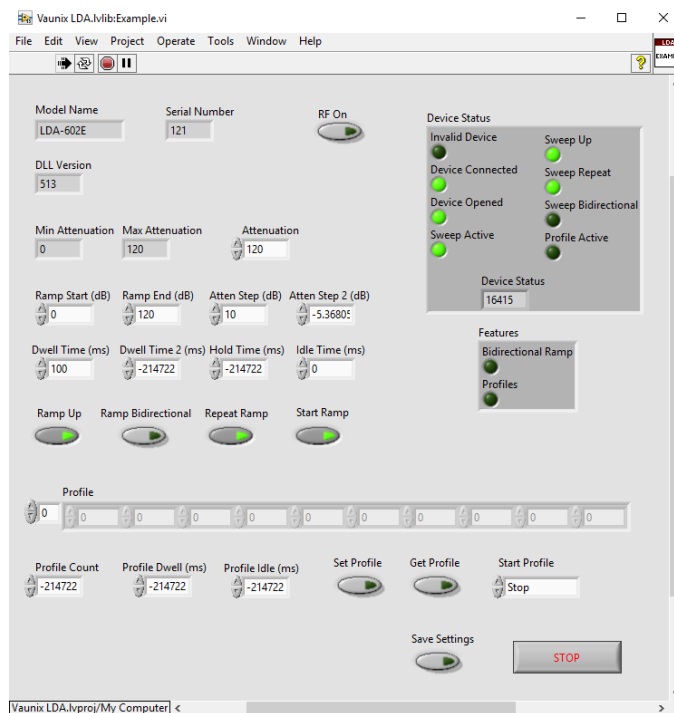 Vaunix LDA.lvlib:Example.vi
File Edit View Project Operate Tools Window Help
LDA
EXAM
Model Name Serial Number RF On Device Status
LDA-602E 121
Invalid Device Sweep Up
DLL Version Device Connected Sweep Repeat
513
Device Opened Sweep Bidirectional
Min Attenuation Max Attenuation Attenuation Sweep Active Profile Active
0 120 120
Device Status
16415
Ramp Start (dB) Ramp End (dB) Atten Step (dB) Atten Step 2 (dB)
0 120 10 -5.36805
Features
Dwell Time (ms) Dwell Time 2 (ms) Hold Time (ms) Idle Time (ms) Bidirectional Ramp
100 -214722 -214722 0
Profiles
Ramp Up Ramp Bidirectional Repeat Ramp Start Ramp
Profile
0 0 0 0 0 0 0 0 0 0 0
Profile Count Profile Dwell (ms) Profile Idle (ms) Set Profile Get Profile Start Profile
-214722 -214722 -214722 Stop
Save Settings
STOP
Vaunix LDA.lvproj/My Computer